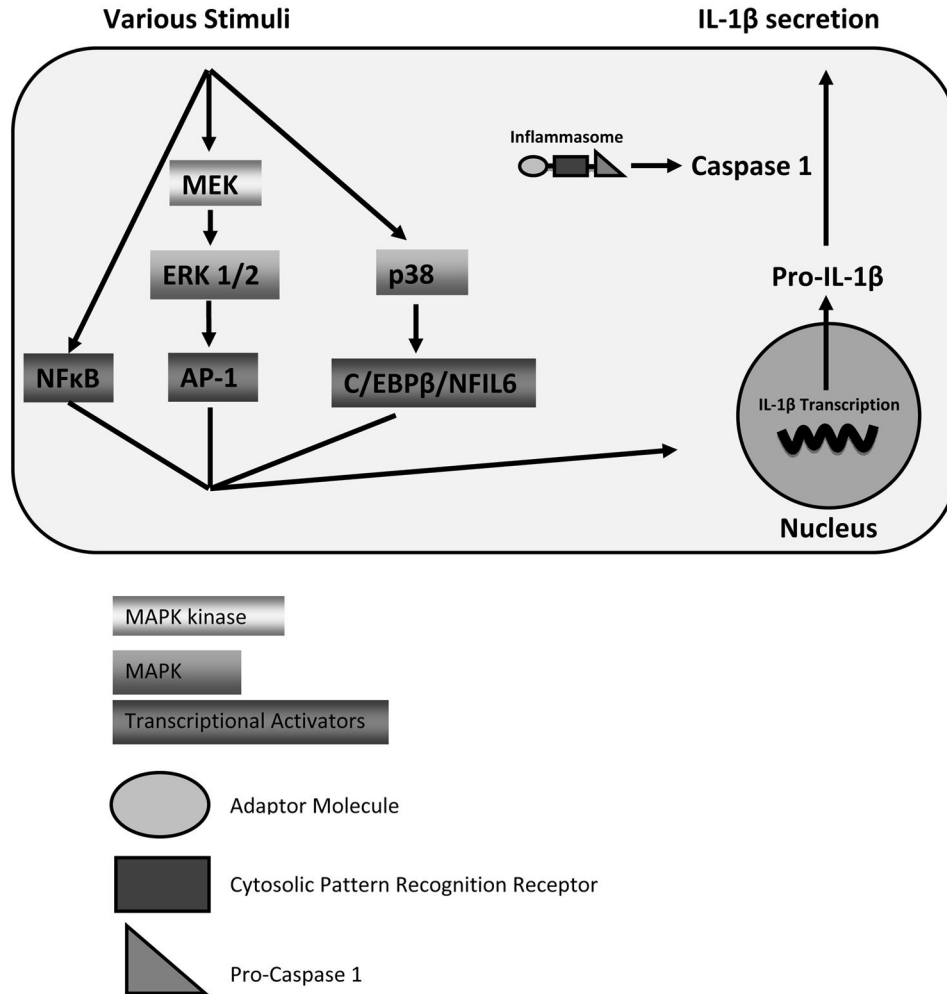 Various Stimuli
IL-1β secretion
Inflammasome
Caspase 1
MEK
ERK 1/2
p38
Pro-IL-1β
NFκB
AP-1
C/EBPβ/NFIL6
IL-1β Transcription
Nucleus
MAPK kinase
MAPK
Transcriptional Activators
Adaptor Molecule
Cytosolic Pattern Recognition Receptor
Pro-Caspase 1